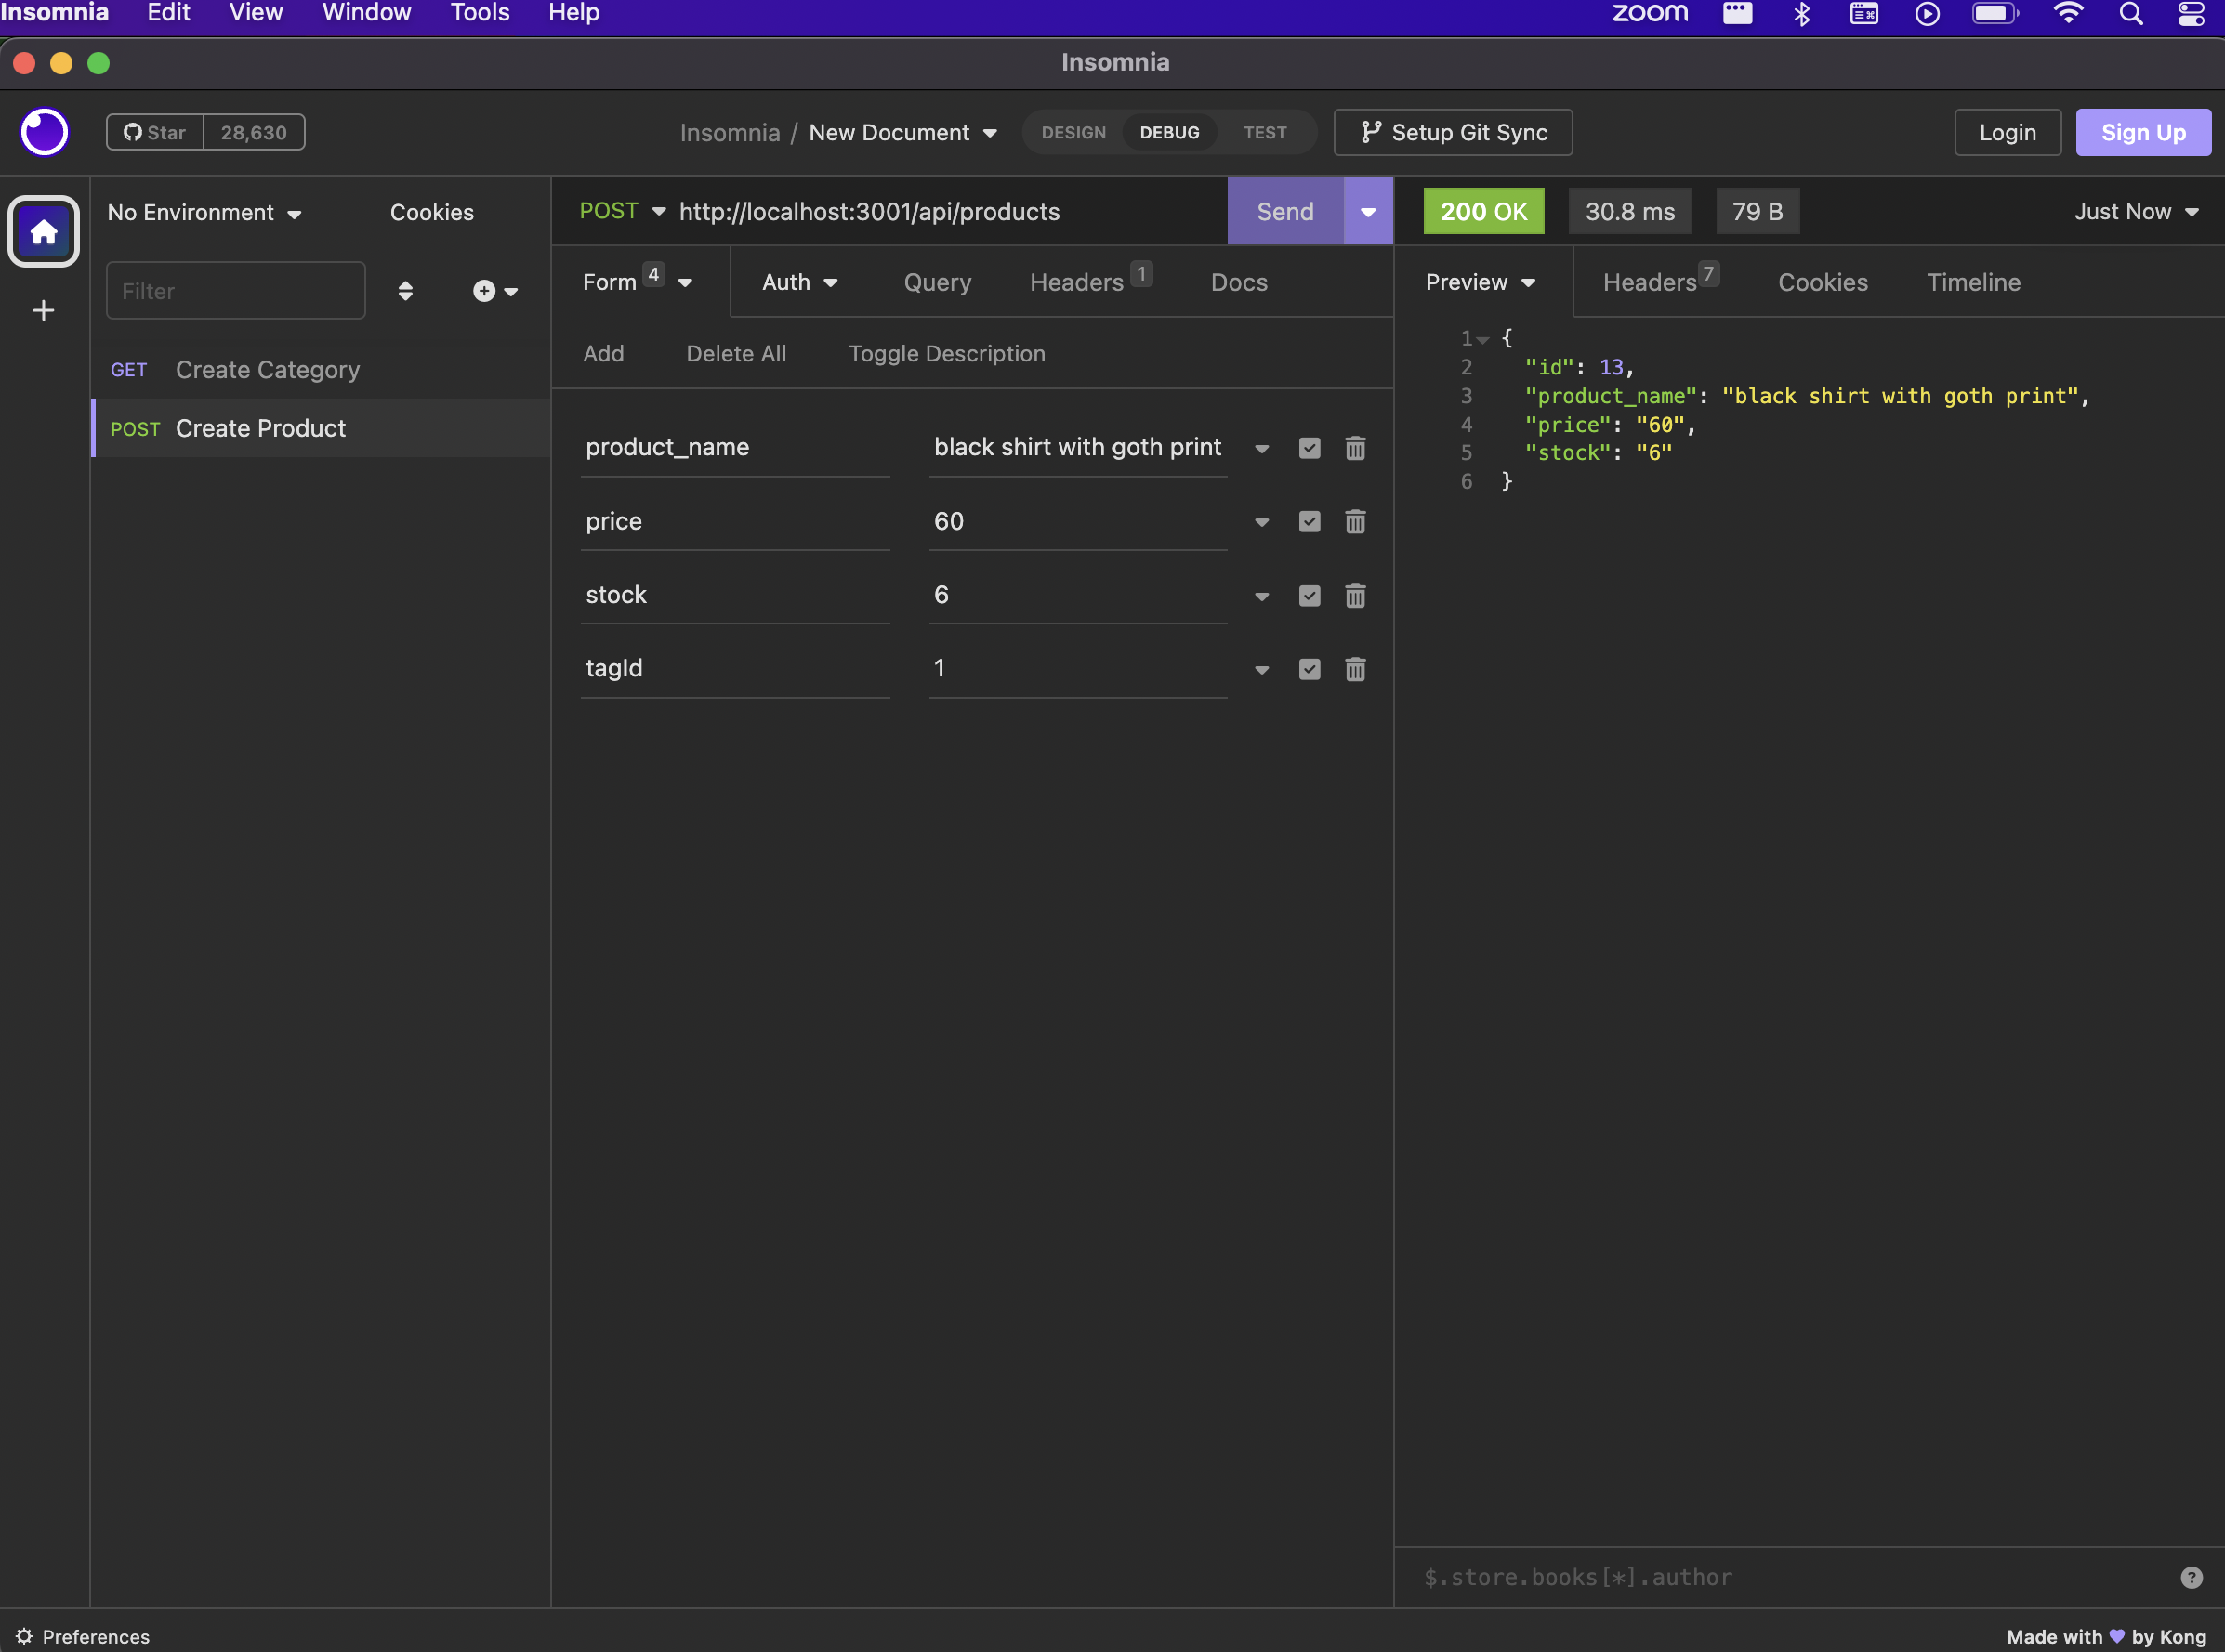 Insomnia Edit View Window Tools Help zoom
Insomnia
Star 28,630 Insomnia / New Document DESIGN DEBUG TEST Setup Git Sync Login Sign Up
No Environment Cookies
Filter
GET Create Category
POST Create Product
POST http://localhost:3001/api/products Send
Form 4 Auth Query Headers 1 Docs
Add Delete All Toggle Description
product_name black shirt with goth print
price 60
stock 6
tagId 1
200 OK 30.8 ms 79 B Just Now
Preview Headers 7 Cookies Timeline
1 {
2 "id": 13,
3 "product_name": "black shirt with goth print",
4 "price": "60",
5 "stock": "6"
6 }
$.store.books[*].author
Preferences Made with by Kong